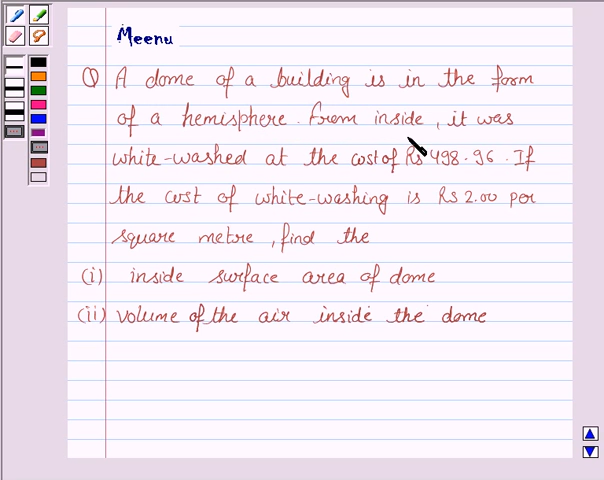 Meenu
Q A dome of a building is in the form
of a hemisphere. From inside, it was
white-washed at the cost of Rs 498.96. If
the cost of white-washing is Rs 2.00 per
square metre, find the
(i) inside surface area of dome
(ii) volume of the air inside the dome